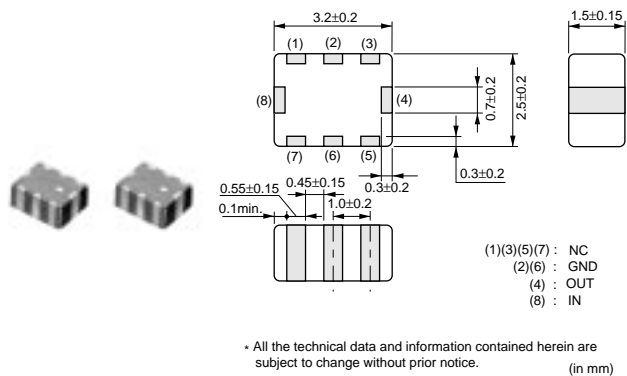 3.2±0.2
1.5±0.15
(1) (2) (3)
(8) (4)
0.7±0.2
2.5±0.2
(7) (6) (5)
0.3±0.2
0.3±0.2
0.55±0.15
0.45±0.15
0.1min.
1.0±0.2
(1)(3)(5)(7) : NC
(2)(6) : GND
(4) : OUT
(8) : IN
* All the technical data and information contained herein are
subject to change without prior notice.
(in mm)